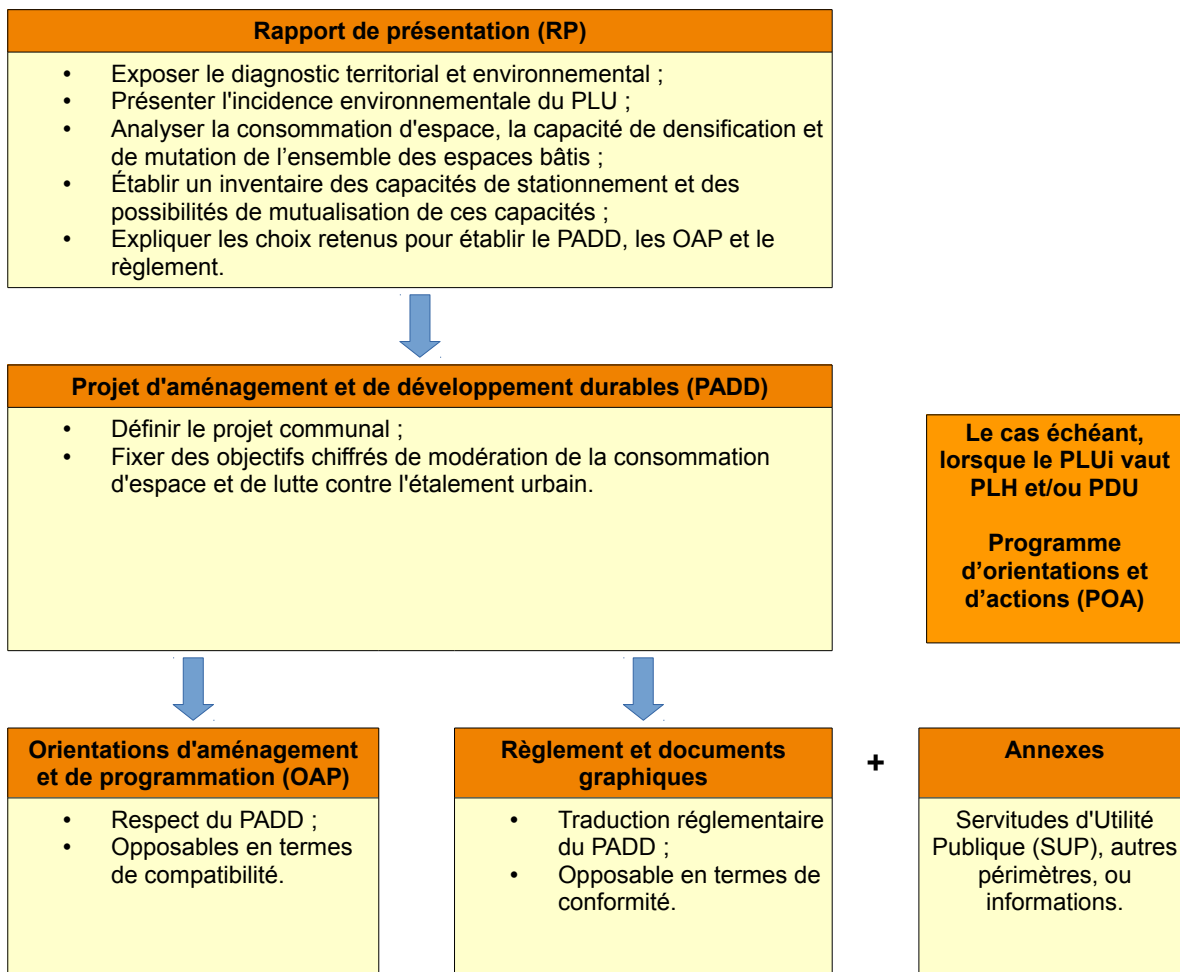 Rapport de présentation (RP)
• Exposer le diagnostic territorial et environnemental ;
• Présenter l'incidence environnementale du PLU ;
• Analyser la consommation d'espace, la capacité de densification et
de mutation de l’ensemble des espaces bâtis ;
• Établir un inventaire des capacités de stationnement et des
possibilités de mutualisation de ces capacités ;
• Expliquer les choix retenus pour établir le PADD, les OAP et le
règlement.
Projet d'aménagement et de développement durables (PADD)
• Définir le projet communal ;
• Fixer des objectifs chiffrés de modération de la consommation
d'espace et de lutte contre l'étalement urbain.
Le cas échéant,
lorsque le PLUi vaut
PLH et/ou PDU
Programme
d’orientations et
d’actions (POA)
Orientations d'aménagement
et de programmation (OAP)
• Respect du PADD ;
• Opposables en termes
de compatibilité.
Règlement et documents
graphiques
• Traduction réglementaire
du PADD ;
• Opposable en termes de
conformité.
+
Annexes
Servitudes d'Utilité
Publique (SUP), autres
périmètres, ou
informations.